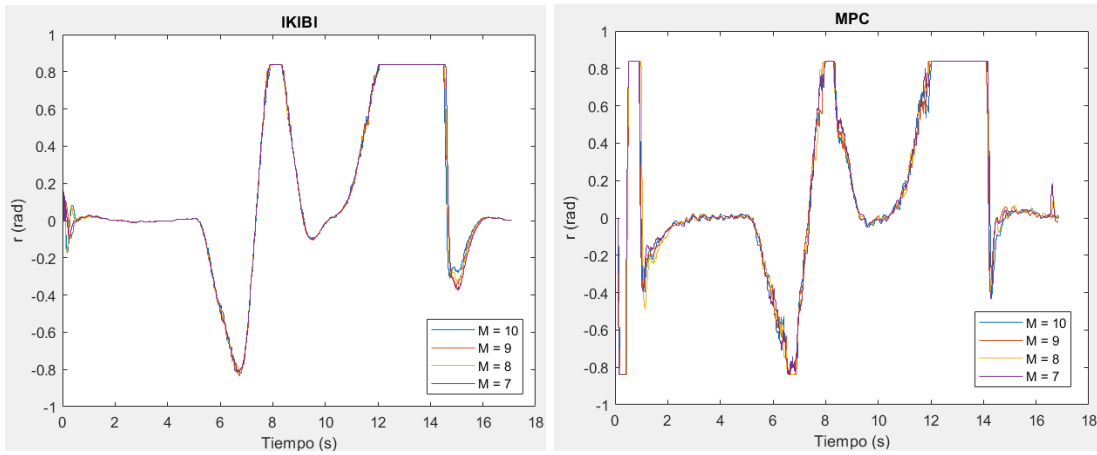 IKIBI
1
0.8
0.6
0.4
0.2
0
-0.2
-0.4
-0.6
-0.8
-1
r (rad)
0 2 4 6 8 10 12 14 16 18
Tiempo (s)
M = 10
M = 9
M = 8
M = 7
MPC
1
0.8
0.6
0.4
0.2
0
-0.2
-0.4
-0.6
-0.8
-1
r (rad)
0 2 4 6 8 10 12 14 16 18
Tiempo (s)
M = 10
M = 9
M = 8
M = 7